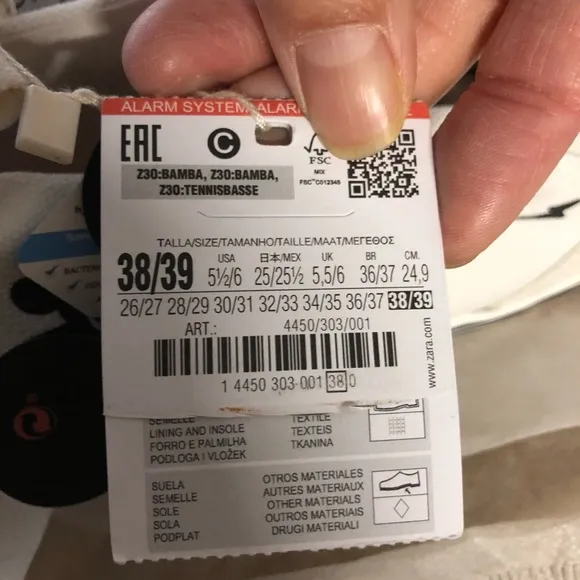 ALARM SYSTEM ALAR
EAC
C
FSC
MIX
FSC™C012345
Z30:BAMBA, Z30:BAMBA,
Z30:TENNISBASSE
TALLA/SIZE/TAMANHO/TAILLE/MAAT/ΜΕΓΕΘΟΣ
38/39
USA 日本/MEX UK BR CM.
5½/6 25/25½ 5,5/6 36/37 24,9
26/27 28/29 30/31 32/33 34/35 36/37 38/39
ART.: 4450/303/001
1 4450 303 001 38 0
www.zara.com
SEMELLE
LINING AND INSOLE
FORRO E PALMILHA
PODLOGA I VLOŽEK
TEXTILE
TEXTEIS
TKANINA
SUELA
SEMELLE
SOLE
SOLA
PODPLAT
OTROS MATERIALES
AUTRES MATERIAUX
OTHER MATERIALS
OUTROS MATERIAIS
DRUGI MATERIALI